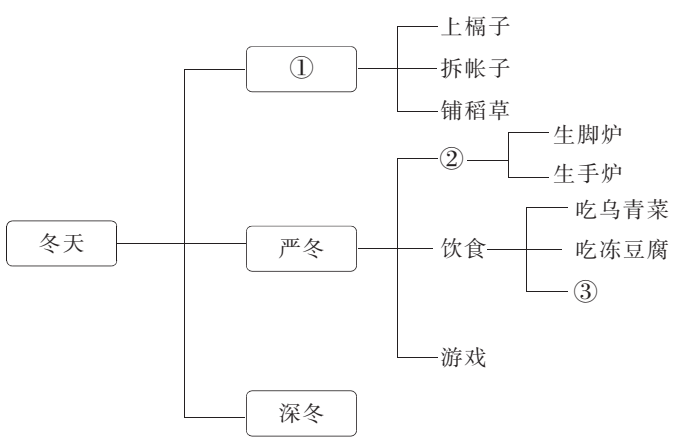 冬天
①
上槅子
拆帐子
铺稻草
严冬
②
生脚炉
生手炉
饮食
吃乌青菜
吃冻豆腐
③
游戏
深冬